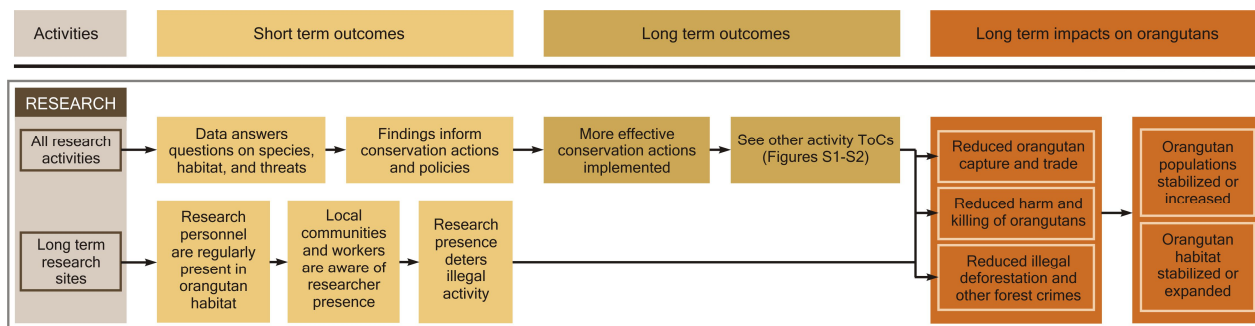 Activities
Short term outcomes
Long term outcomes
Long term impacts on orangutans
RESEARCH
All research
activities
Data answers
questions on species,
habitat, and threats
Findings inform
conservation actions
and policies
More effective
conservation actions
implemented
See other activity ToCs
(Figures S1-S2)
Reduced orangutan
capture and trade
Reduced harm and
killing of orangutans
Reduced illegal
deforestation and
other forest crimes
Orangutan
populations
stabilized or
increased
Orangutan
habitat
stabilized or
expanded
Long term
research
sites
Research
personnel
are regularly
present in
orangutan
habitat
Local
communities
and workers
are aware of
researcher
presence
Research
presence
deters
illegal
activity